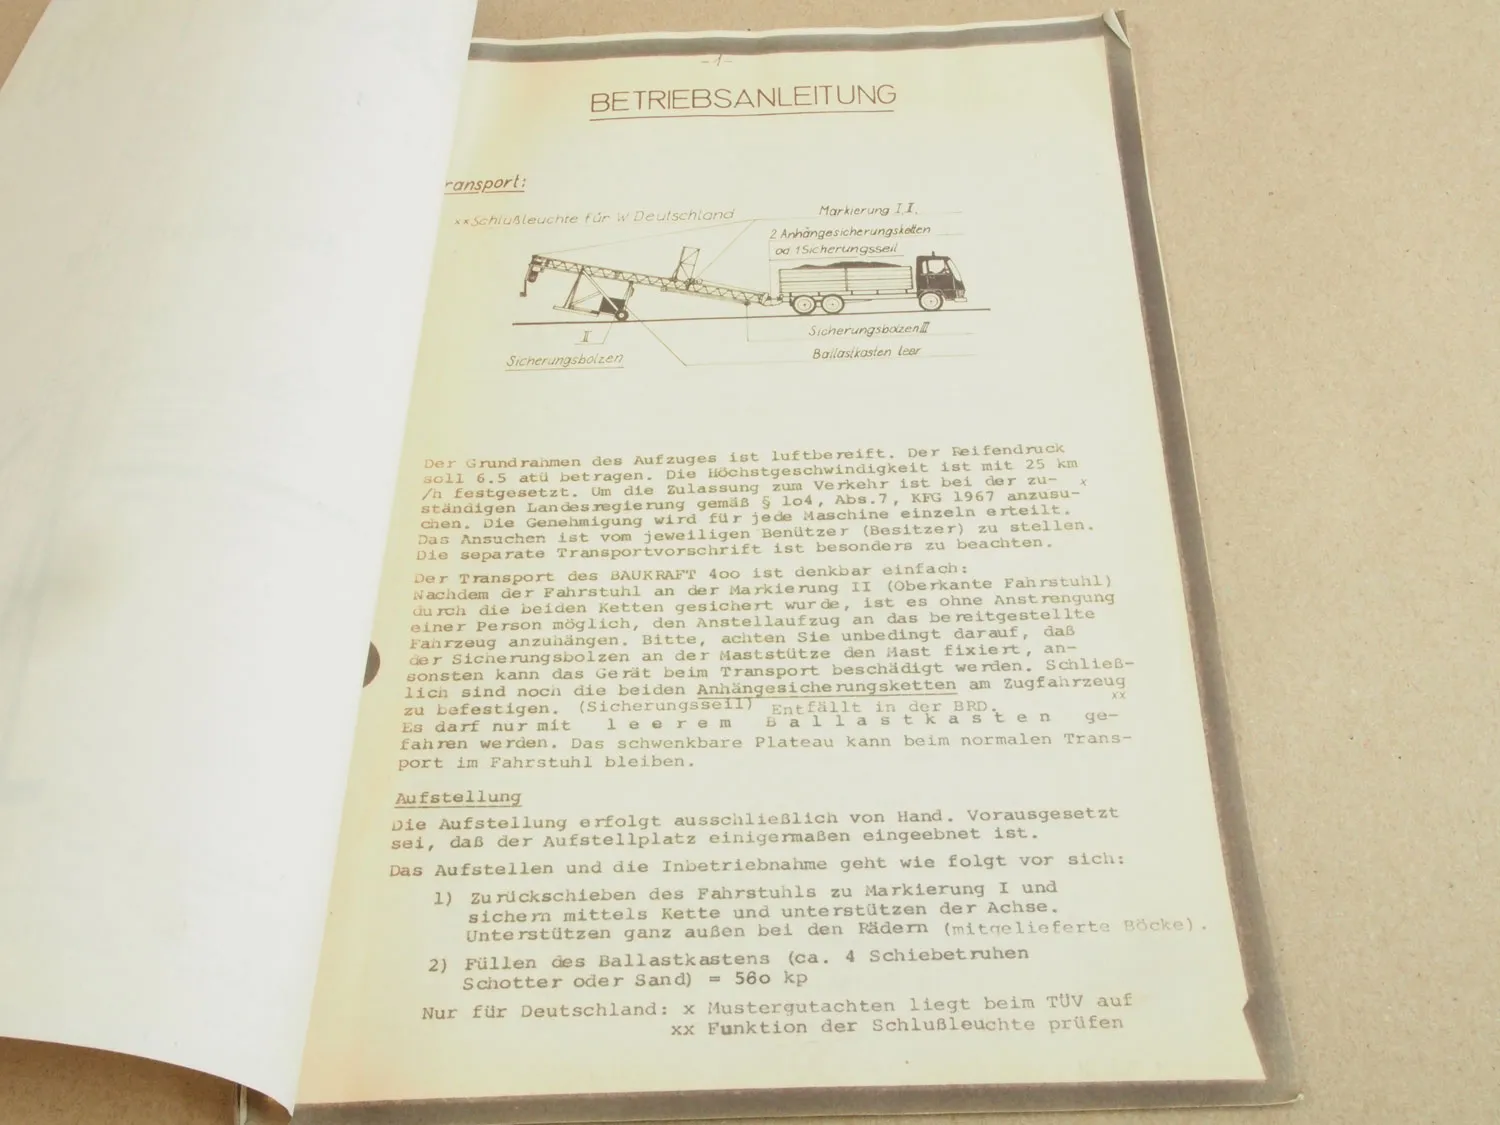 -1-
BETRIEBSANLEITUNG
ransport:
xx Schlußleuchte für W Deutschland
Markierung II.
2 Anhängesicherungsketten
od 1 Sicherungsseil
II
Sicherungsbolzen III
Sicherungsbolzen
Ballastkasten leer
Der Grundrahmen des Aufzuges ist luftbereift. Der Reifendruck
soll 6.5 atü betragen. Die Höchstgeschwindigkeit ist mit 25 km
/h festgesetzt. Um die Zulassung zum Verkehr ist bei der zu- x
ständigen Landesregierung gemäß § 1o4, Abs.7, KFG 1967 anzusu-
chen. Die Genehmigung wird für jede Maschine einzeln erteilt.
Das Ansuchen ist vom jeweiligen Benützer (Besitzer) zu stellen.
Die separate Transportvorschrift ist besonders zu beachten.
Der Transport des BAUKRAFT 4oo ist denkbar einfach:
Nachdem der Fahrstuhl an der Markierung II (Oberkante Fahrstuhl)
durch die beiden Ketten gesichert wurde, ist es ohne Anstrengung
einer Person möglich, den Anstellaufzug an das bereitgestellte
Fahrzeug anzuhängen. Bitte, achten Sie unbedingt darauf, daß
der Sicherungsbolzen an der Maststütze den Mast fixiert, an-
sonsten kann das Gerät beim Transport beschädigt werden. Schließ-
lich sind noch die beiden Anhängesicherungsketten am Zugfahrzeug
zu befestigen. (Sicherungsseil) Entfällt in der BRD. xx
Es darf nur mit l e e r e m B a l l a s t k a s t e n ge-
fahren werden. Das schwenkbare Plateau kann beim normalen Trans-
port im Fahrstuhl bleiben.
Aufstellung
Die Aufstellung erfolgt ausschließlich von Hand. Vorausgesetzt
sei, daß der Aufstellplatz einigermaßen eingeebnet ist.
Das Aufstellen und die Inbetriebnahme geht wie folgt vor sich:
1) Zurückschieben des Fahrstuhls zu Markierung I und
sichern mittels Kette und unterstützen der Achse.
Unterstützen ganz außen bei den Rädern (mitgelieferte Böcke).
2) Füllen des Ballastkastens (ca. 4 Schiebetruhen
Schotter oder Sand) = 56o kp
Nur für Deutschland: x Mustergutachten liegt beim TÜV auf
xx Funktion der Schlußleuchte prüfen